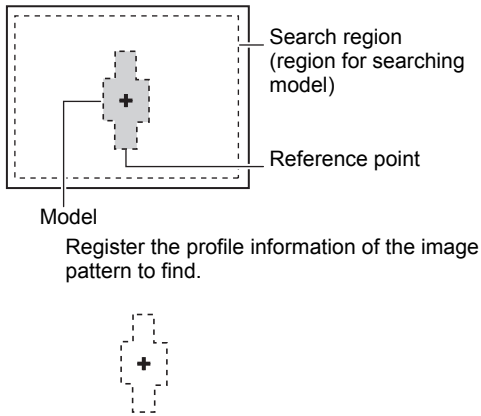 Search region
(region for searching
model)
Reference point
Model
Register the profile information of the image
pattern to find.